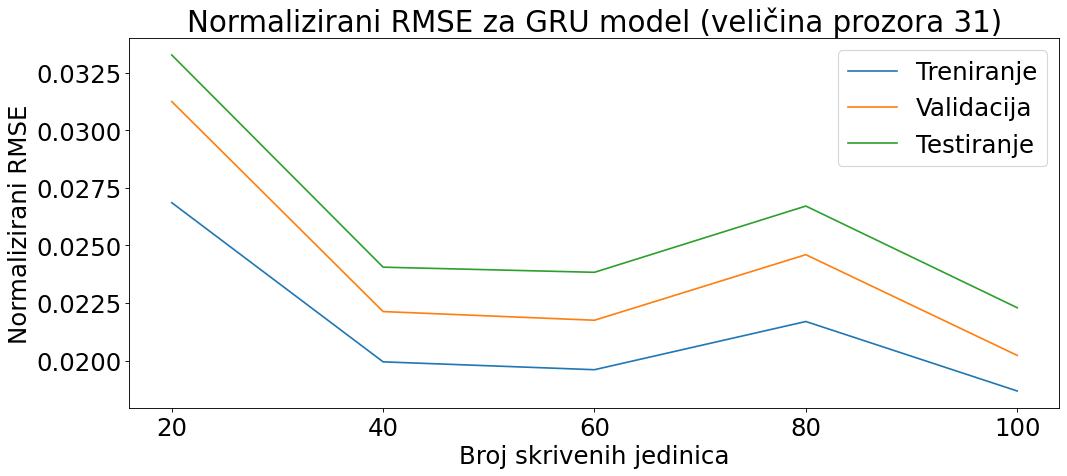 Normalizirani RMSE za GRU model (veličina prozora 31)
Normalizirani RMSE
0.0325
0.0300
0.0275
0.0250
0.0225
0.0200
Treniranje
Validacija
Testiranje
20 40 60 80 100
Broj skrivenih jedinica